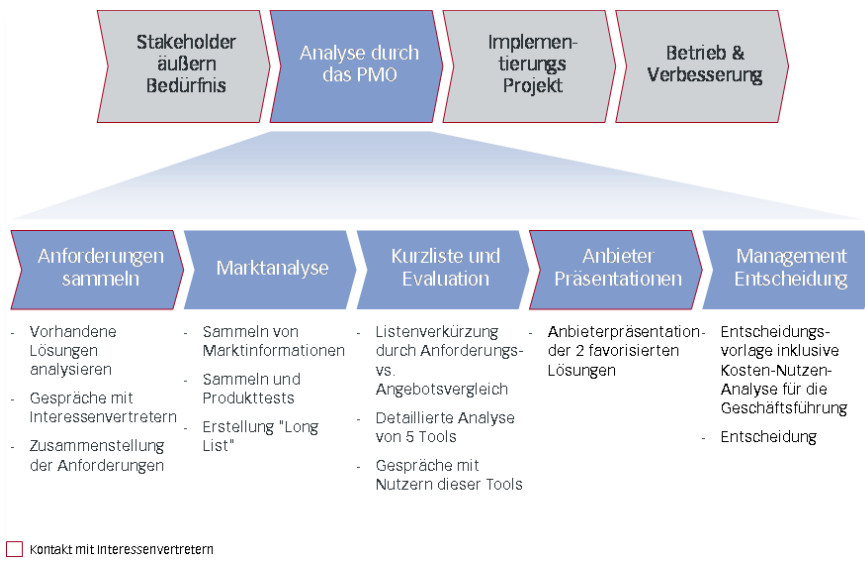 Stakeholder
äußern
Bedürfnis
Analyse durch
das PMO
Implemen-
tierungs
Projekt
Betrieb &
Verbesserung
Anforderungen
sammeln
Marktanalyse
Kurzliste und
Evaluation
Anbieter
Präsentationen
Management
Entscheidung
- Vorhandene
Lösungen
analysieren
- Gespräche mit
Interessenvertretern
- Zusammenstellung
der Anforderungen
- Sammeln von
Marktinformationen
- Sammeln und
Produkttests
- Erstellung "Long
List"
- Listenverkürzung
durch Anforderungs-
vs.
Angebotsvergleich
- Detaillierte Analyse
von 5 Tools
- Gespräche mit
Nutzern dieser Tools
- Anbieterpräsentation
der 2 favorisierten
Lösungen
- Entscheidungs-
vorlage inklusive
Kosten-Nutzen-
Analyse für die
Geschäftsführung
- Entscheidung
Kontakt mit Interessenvertretern